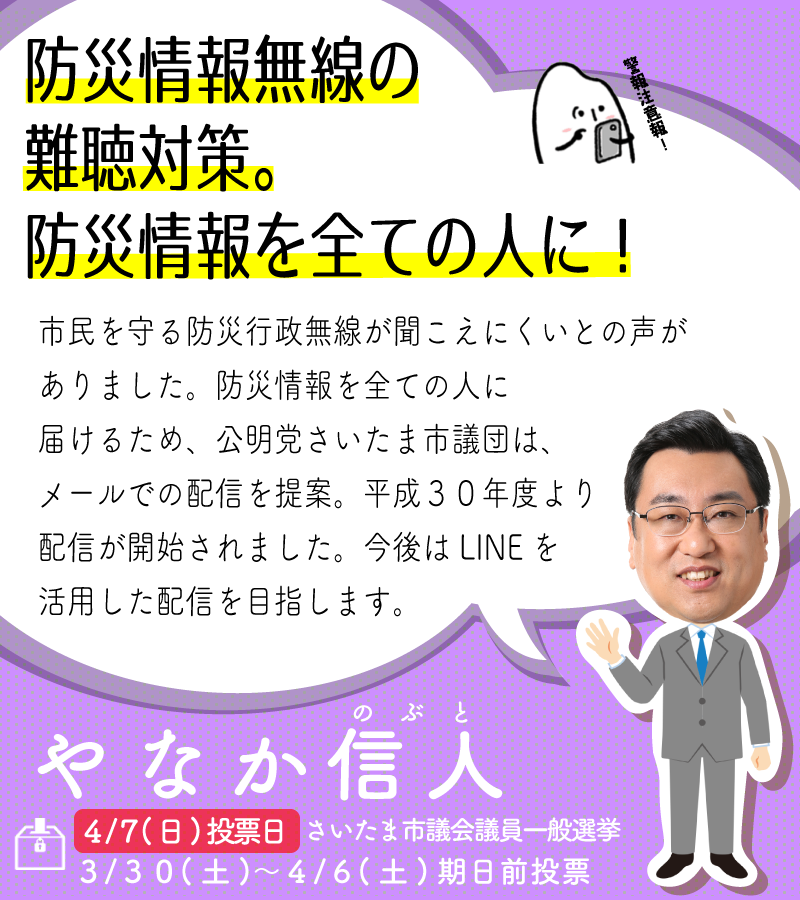 防災情報無線の
難聴対策。
防災情報を全ての人に！
警報注意報！
市民を守る防災行政無線が聞こえにくいとの声が
ありました。防災情報を全ての人に
届けるため、公明党さいたま市議団は、
メールでの配信を提案。平成３０年度より
配信が開始されました。今後は LINE を
活用した配信を目指します。
のぶと
やなか信人
4/7(日)投票日 さいたま市議会議員一般選挙
３/３０(土)～４/６(土)期日前投票